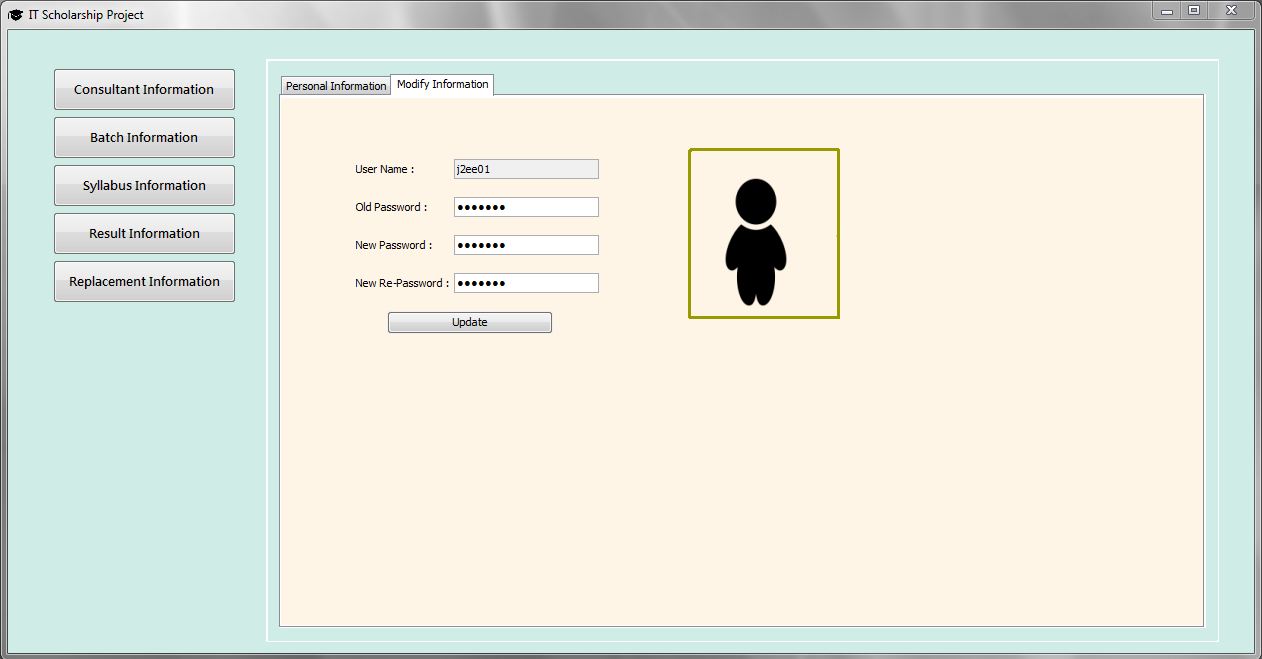 IT Scholarship Project
Consultant Information
Batch Information
Syllabus Information
Result Information
Replacement Information
Personal Information
Modify Information
User Name : j2ee01
Old Password : ●●●●●●●
New Password : ●●●●●●●
New Re-Password : ●●●●●●●
Update